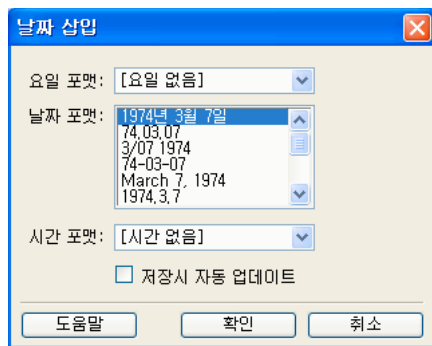 날짜 삽입
요일 포맷: [요일 없음]
날짜 포맷: 1974년 3월 7일
74.03.07
3/07 1974
74-03-07
March 7, 1974
1974.3.7
시간 포맷: [시간 없음]
저장시 자동 업데이트
도움말 확인 취소